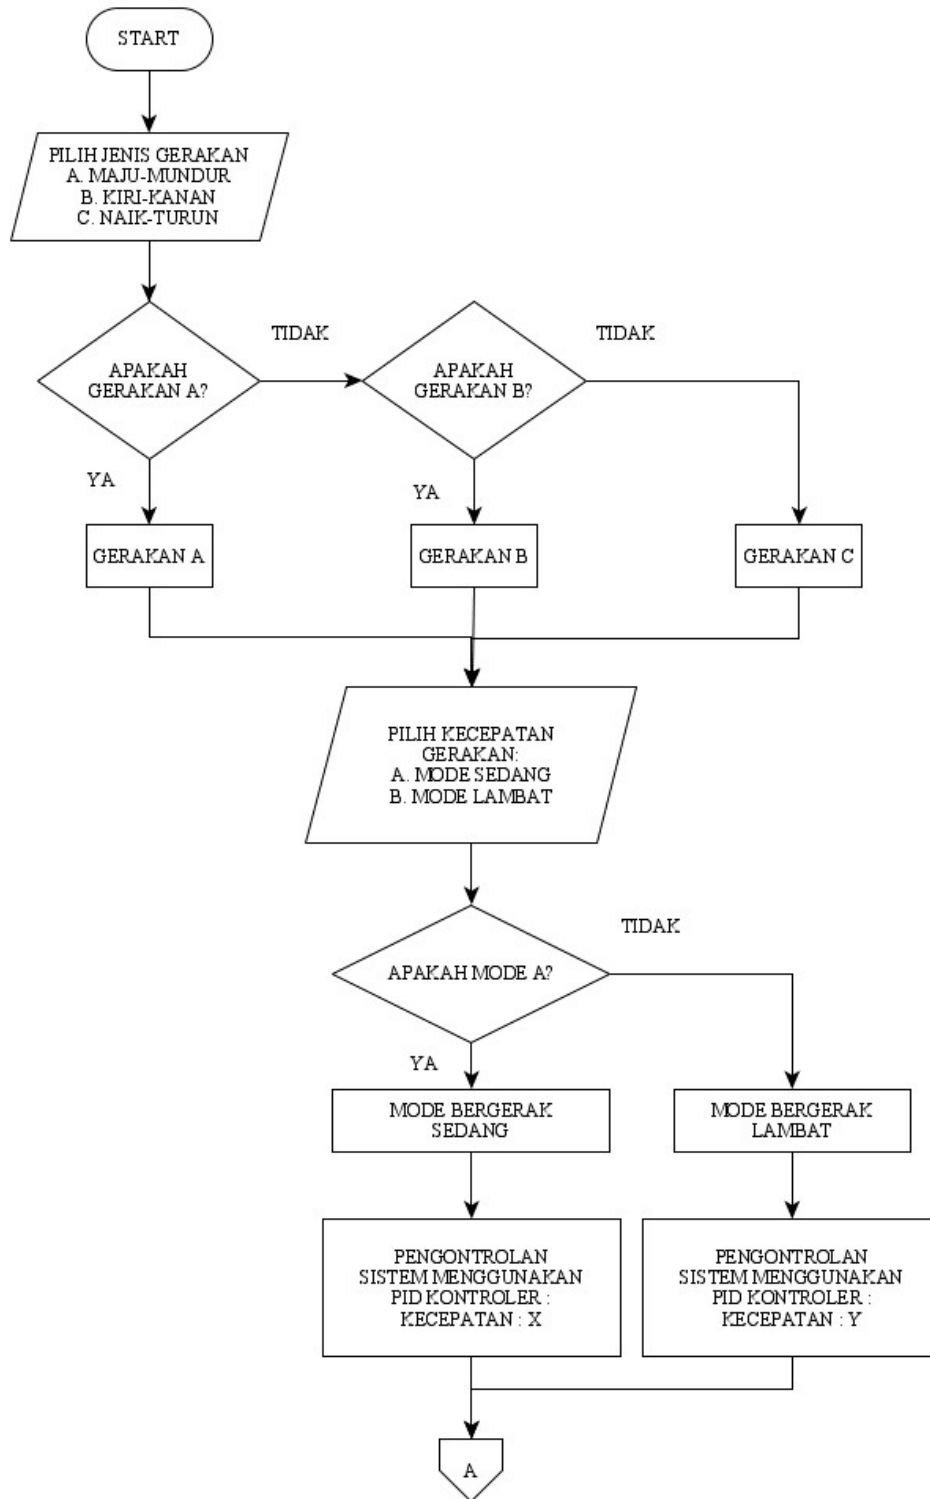 START
PILIH JENIS GERAKAN
A. MAJU-MUNDUR
B. KIRI-KANAN
C. NAIK-TURUN
TIDAK
TIDAK
APAKAH
GERAKAN A?
APAKAH
GERAKAN B?
YA
YA
GERAKAN A
GERAKAN B
GERAKAN C
PILIH KECEPATAN
GERAKAN:
A. MODE SEDANG
B. MODE LAMBAT
TIDAK
APAKAH MODE A?
YA
MODE BERGERAK
SEDANG
MODE BERGERAK
LAMBAT
PENGONTROLAN
SISTEM MENGGUNAKAN
PID KONTROLER :
KECEPATAN : X
PENGONTROLAN
SISTEM MENGGUNAKAN
PID KONTROLER :
KECEPATAN : Y
A